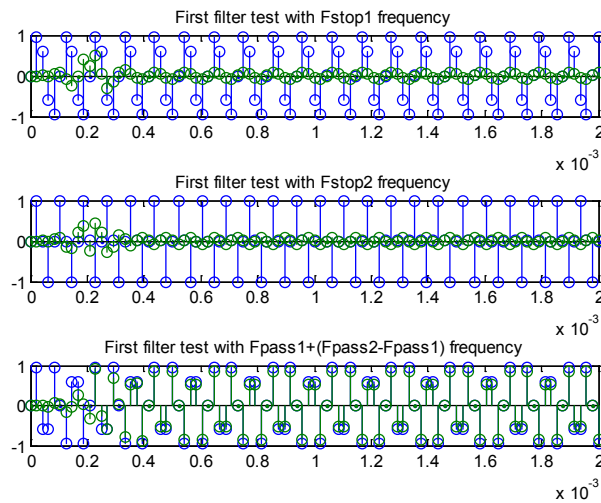 First filter test with Fstop1 frequency
1
0
-1
0 0.2 0.4 0.6 0.8 1 1.2 1.4 1.6 1.8 2
x 10^-3
First filter test with Fstop2 frequency
1
0
-1
0 0.2 0.4 0.6 0.8 1 1.2 1.4 1.6 1.8 2
x 10^-3
First filter test with Fpass1+(Fpass2-Fpass1) frequency
1
0
-1
0 0.2 0.4 0.6 0.8 1 1.2 1.4 1.6 1.8 2
x 10^-3